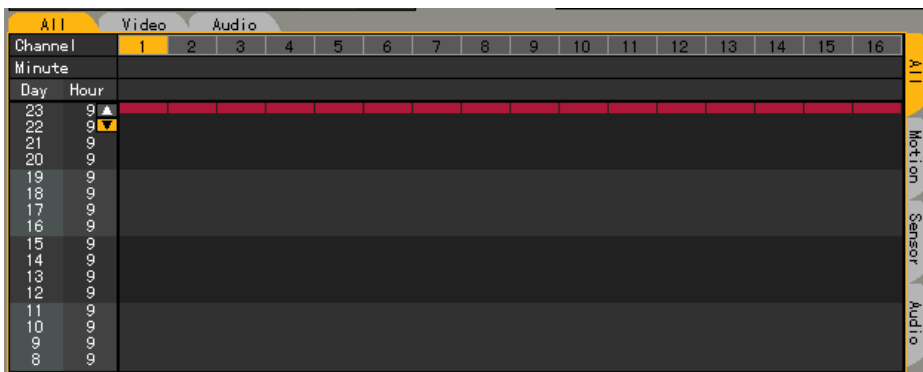 All Video Audio
Channel 1 2 3 4 5 6 7 8 9 10 11 12 13 14 15 16
Minute
Day Hour
23 9
22 9
21 9
20 9
19 9
18 9
17 9
16 9
15 9
14 9
13 9
12 9
11 9
10 9
9 9
8 9
All
Motion
Sensor
Audio